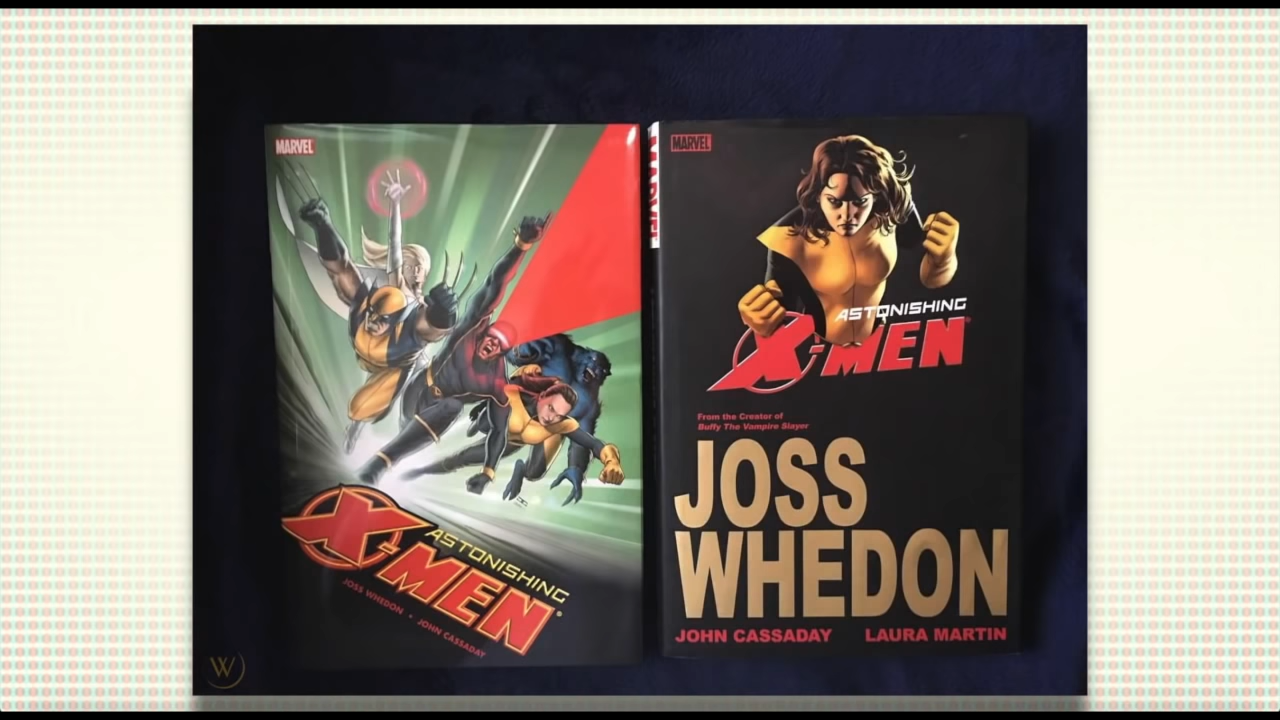 MARVEL
ASTONISHING
X-MEN
JOSS WHEDON • JOHN CASSADAY
MARVEL
MARVEL
ASTONISHING
X-MEN
From the Creator of
Buffy The Vampire Slayer
JOSS
WHEDON
JOHN CASSADAY LAURA MARTIN
W